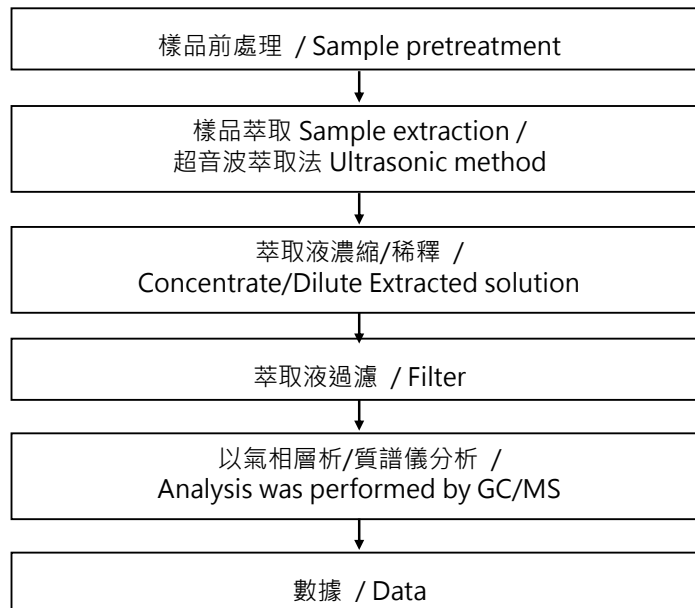 樣品前處理 / Sample pretreatment
樣品萃取 Sample extraction /
超音波萃取法 Ultrasonic method
萃取液濃縮/稀釋 /
Concentrate/Dilute Extracted solution
萃取液過濾 / Filter
以氣相層析/質譜儀分析 /
Analysis was performed by GC/MS
數據 / Data